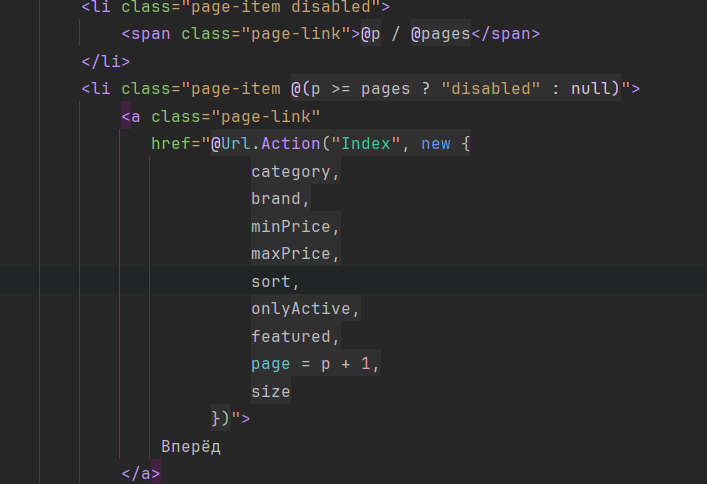 <li class="page-item disabled">
<span class="page-link">@p / @pages</span>
</li>
<li class="page-item @(p >= pages ? "disabled" : null)">
<a class="page-link"
href="@Url.Action("Index", new {
category,
brand,
minPrice,
maxPrice,
sort,
onlyActive,
featured,
page = p + 1,
size
})">
Вперёд
</a>